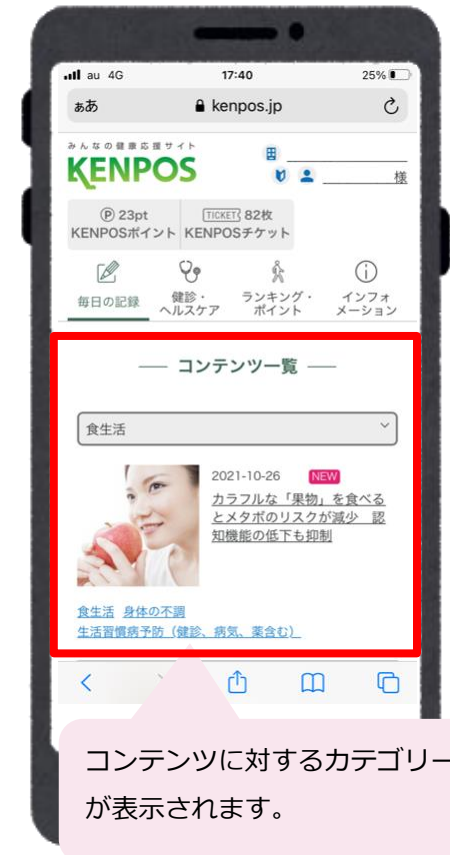 au 4G 17:40 25%
ぁあ kenpos.jp
みんなの健康応援サイト
KENPOS
様
Ⓟ 23pt TICKET 82枚
KENPOSポイント KENPOSチケット
毎日の記録 健診・ ランキング・ インフォ
ヘルスケア ポイント メーション
コンテンツ一覧
食生活
2021-10-26 NEW
カラフルな「果物」を食べる
とメタボのリスクが減少 認
知機能の低下も抑制
食生活 身体の不調
生活習慣病予防（健診、病気、薬含む）
コンテンツに対するカテゴリー
が表示されます。